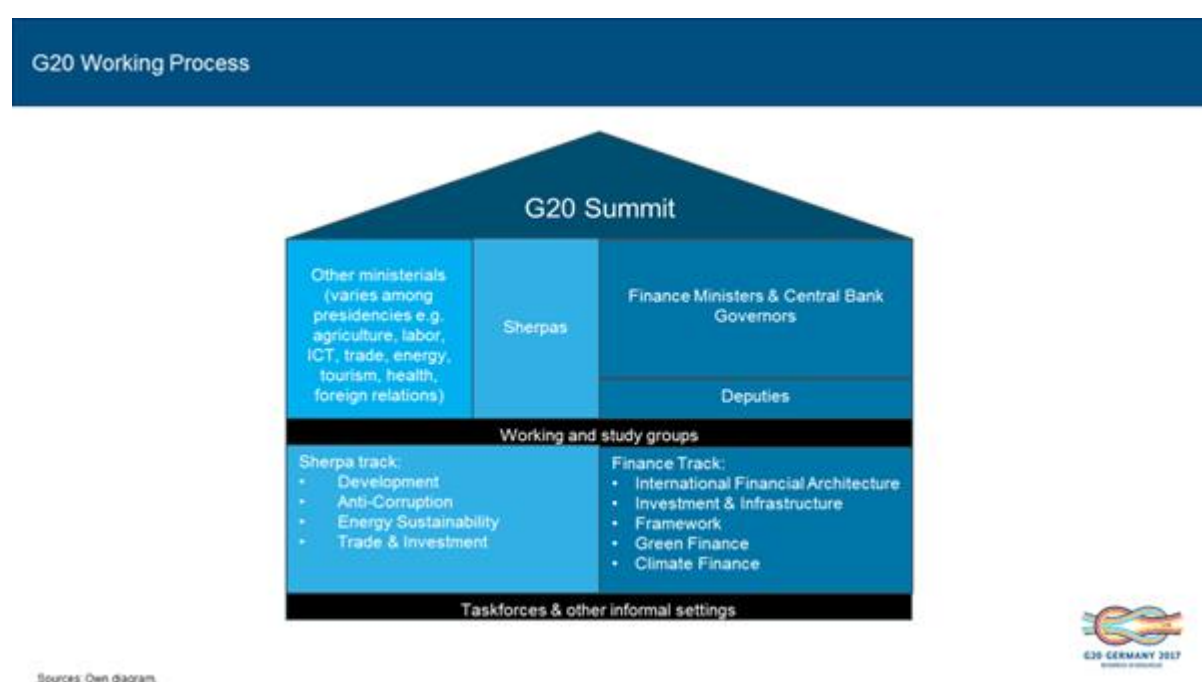 G20 Working Process
G20 Summit
Other ministerials
(varies among
presidencies e.g.
agriculture, labor,
ICT, trade, energy,
tourism, health,
foreign relations)
Sherpas
Finance Ministers & Central Bank
Governors
Deputies
Working and study groups
Sherpa track:
• Development
• Anti-Corruption
• Energy Sustainability
• Trade & Investment
Finance Track:
• International Financial Architecture
• Investment & Infrastructure
• Framework
• Green Finance
• Climate Finance
Taskforces & other informal settings
G20 GERMANY 2017
Sources: Own diagram.